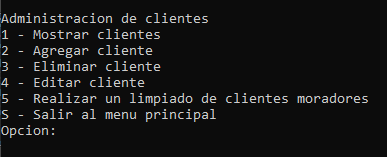 Administracion de clientes
1 - Mostrar clientes
2 - Agregar cliente
3 - Eliminar cliente
4 - Editar cliente
5 - Realizar un limpiado de clientes moradores
S - Salir al menu principal
Opcion: